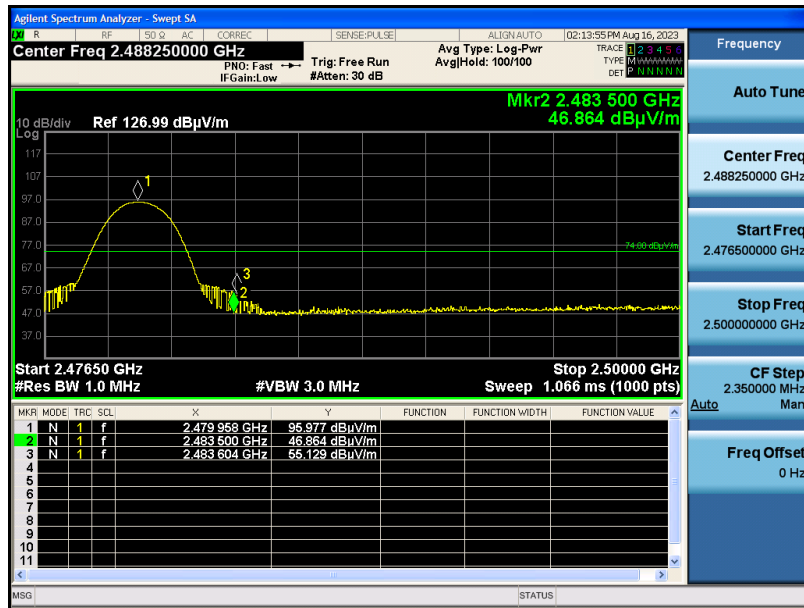 Agilent Spectrum Analyzer - Swept SA
LXI R RF 50 Ω AC CORREC SENSE:PULSE ALIGN AUTO 02:13:55 PM Aug 16, 2023
Center Freq 2.488250000 GHz
PNO: Fast
IFGain:Low
Trig: Free Run
#Atten: 30 dB
Avg Type: Log-Pwr
Avg|Hold: 100/100
TRACE 1 2 3 4 5 6
TYPE M
DET P N N N N N
Mkr2 2.483 500 GHz
46.864 dBµV/m
10 dB/div Ref 126.99 dBµV/m
Log
117
107
97.0
87.0
77.0
67.0
57.0
47.0
37.0
1
3
2
74.00 dBµV/m
Start 2.47650 GHz Stop 2.50000 GHz
#Res BW 1.0 MHz #VBW 3.0 MHz Sweep 1.066 ms (1000 pts)
MKR MODE TRC SCL X Y FUNCTION FUNCTION WIDTH FUNCTION VALUE
1 N 1 f 2.479 958 GHz 95.977 dBµV/m
2 N 1 f 2.483 500 GHz 46.864 dBµV/m
3 N 1 f 2.483 604 GHz 55.129 dBµV/m
4
5
6
7
8
9
10
11
MSG STATUS
Frequency
Auto Tune
Center Freq
2.488250000 GHz
Start Freq
2.476500000 GHz
Stop Freq
2.500000000 GHz
CF Step
2.350000 MHz
Auto Man
Freq Offset
0 Hz